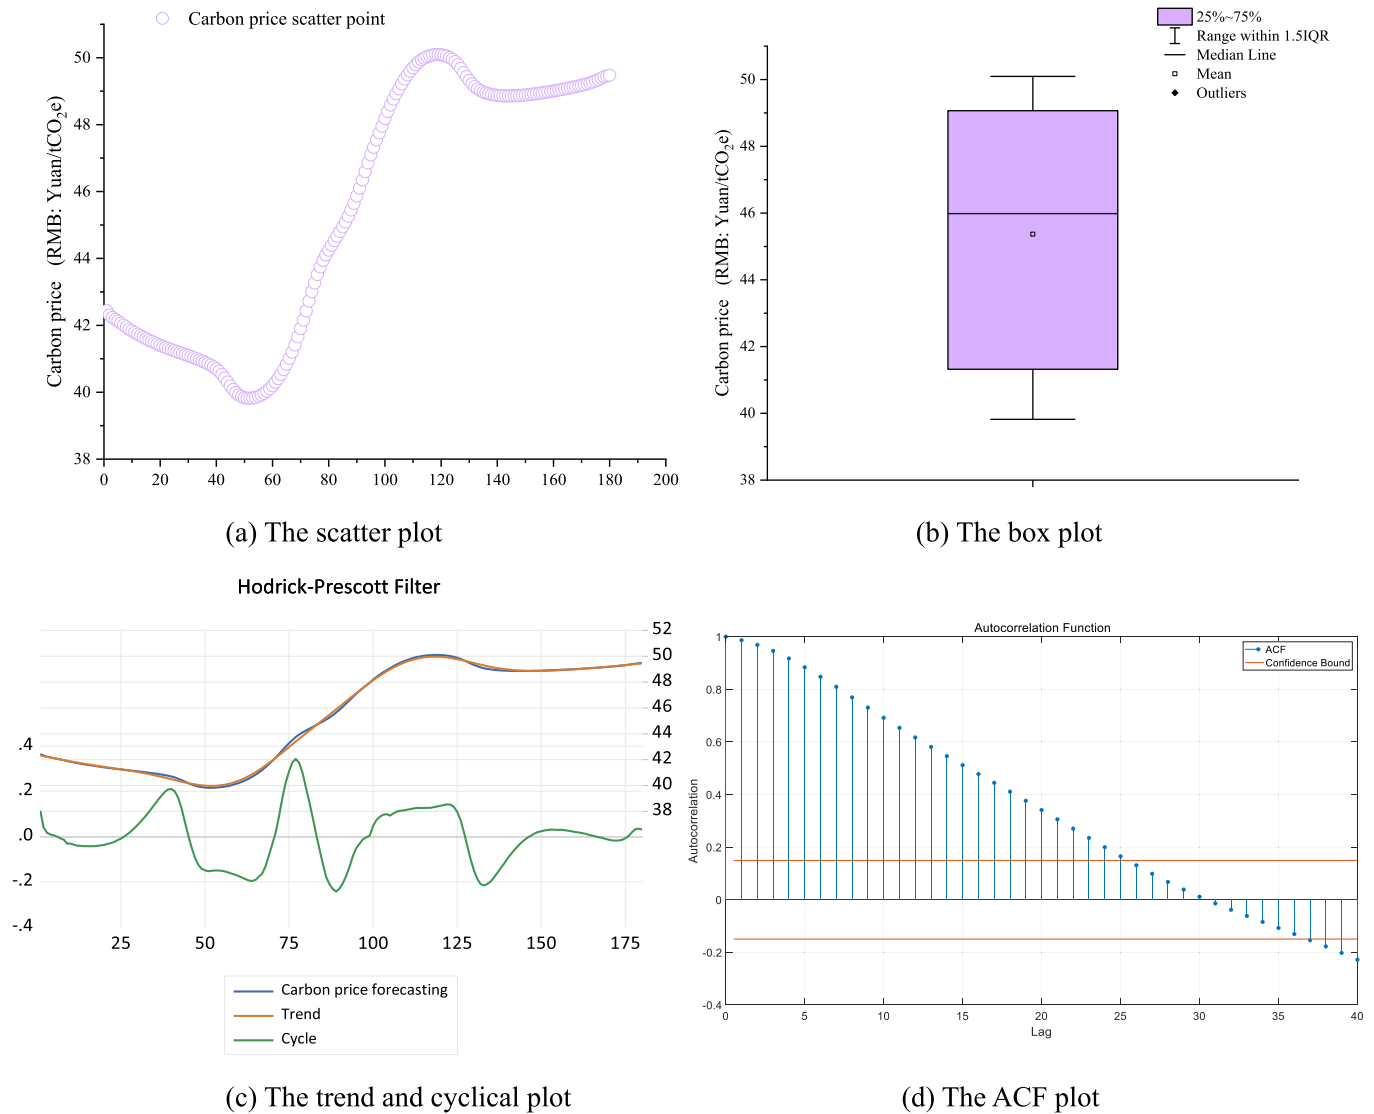 Carbon price scatter point
50
48
46
44
42
40
38
0 20 40 60 80 100 120 140 160 180 200
Carbon price (RMB: Yuan/tCO₂e)
(a) The scatter plot
25%~75%
Range within 1.5IQR
Median Line
Mean
Outliers
50
48
46
44
42
40
38
Carbon price (RMB: Yuan/tCO₂e)
(b) The box plot
Hodrick-Prescott Filter
52
50
48
46
44
42
40
38
.4
.2
.0
-.2
-.4
25 50 75 100 125 150 175
Carbon price forecasting
Trend
Cycle
(c) The trend and cyclical plot
Autocorrelation Function
ACF
Confidence Bound
1
0.8
0.6
0.4
0.2
0
-0.2
-0.4
Autocorrelation
0 5 10 15 20 25 30 35 40
Lag
(d) The ACF plot